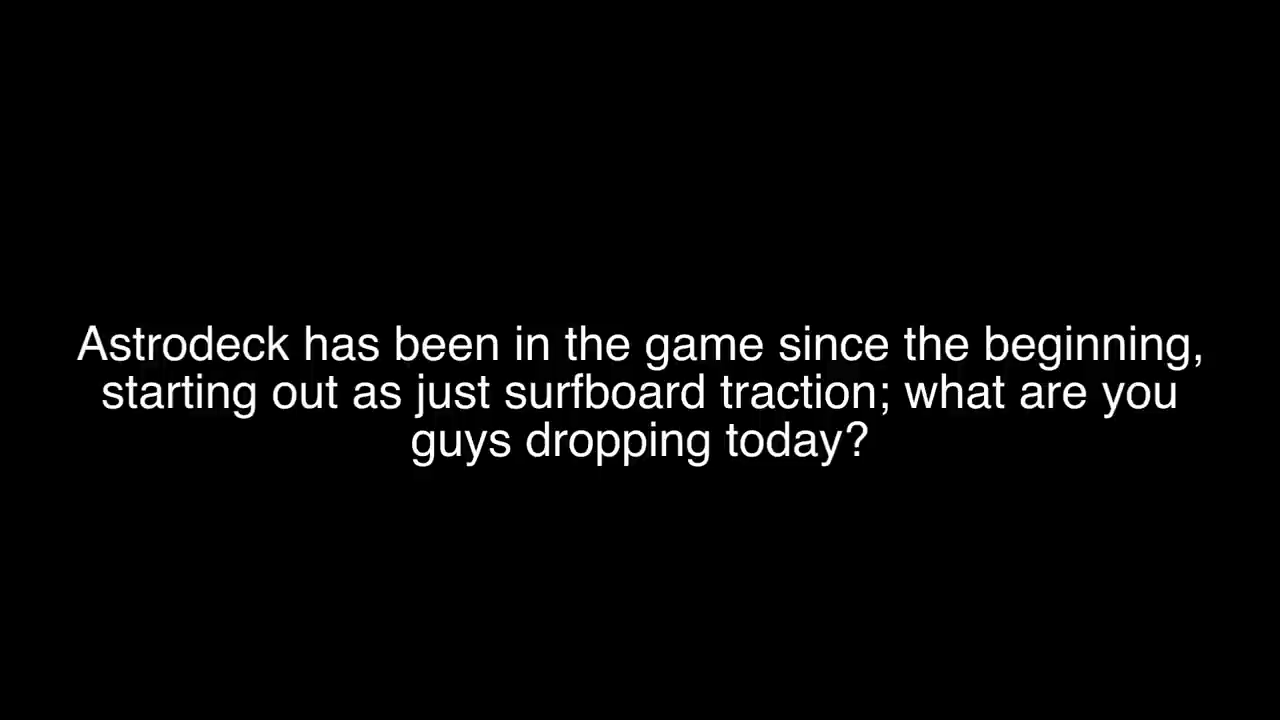 Astrodeck has been in the game since the beginning,
starting out as just surfboard traction; what are you
guys dropping today?